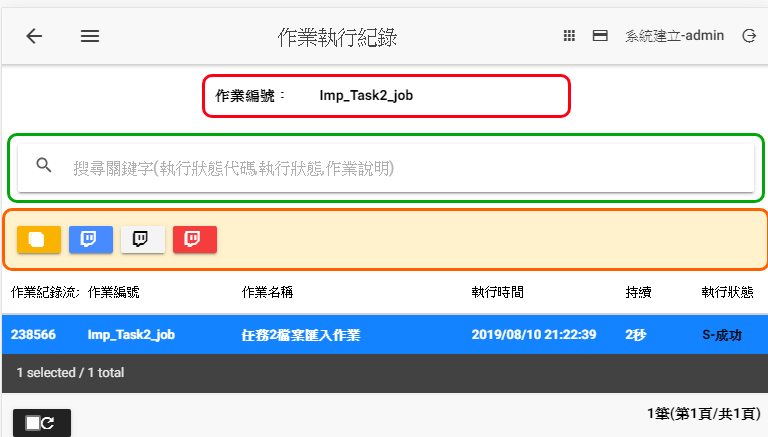 作業執行紀錄
系統建立-admin
作業編號： Imp_Task2_job
搜尋關鍵字(執行狀態代碼,執行狀態,作業說明)
作業紀錄流 作業編號 作業名稱 執行時間 持續 執行狀態
238566 Imp_Task2_job 任務2檔案匯入作業 2019/08/10 21:22:39 2秒 S-成功
1 selected / 1 total
1筆(第1頁/共1頁)